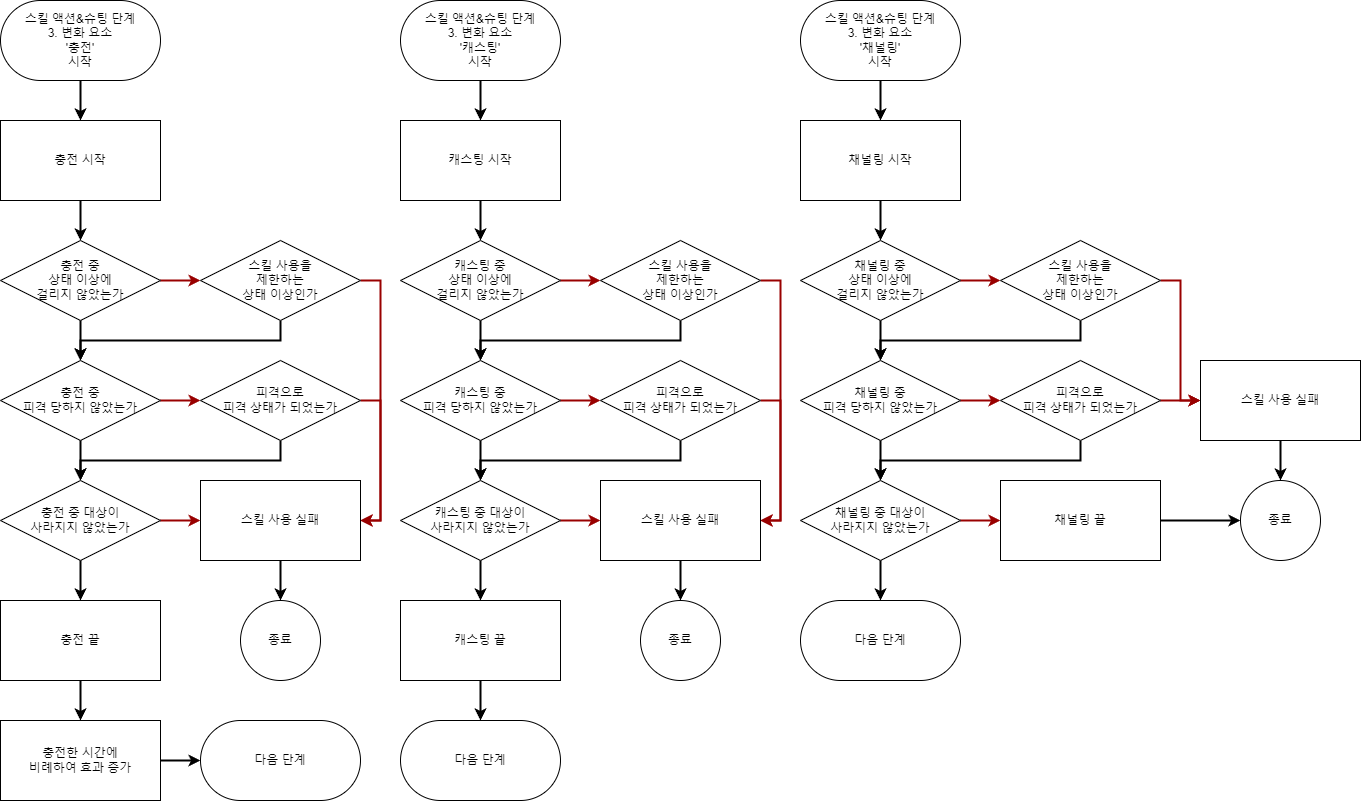 스킬 액션&슈팅 단계
3. 변화 요소
'충전'
시작
충전 시작
충전 중
상태 이상에
걸리지 않았는가
스킬 사용을
제한하는
상태 이상인가
충전 중
피격 당하지 않았는가
피격으로
피격 상태가 되었는가
충전 중 대상이
사라지지 않았는가
스킬 사용 실패
종료
충전 끝
충전한 시간에
비례하여 효과 증가
다음 단계
스킬 액션&슈팅 단계
3. 변화 요소
'캐스팅'
시작
캐스팅 시작
캐스팅 중
상태 이상에
걸리지 않았는가
스킬 사용을
제한하는
상태 이상인가
캐스팅 중
피격 당하지 않았는가
피격으로
피격 상태가 되었는가
캐스팅 중 대상이
사라지지 않았는가
스킬 사용 실패
종료
캐스팅 끝
다음 단계
스킬 액션&슈팅 단계
3. 변화 요소
'채널링'
시작
채널링 시작
채널링 중
상태 이상에
걸리지 않았는가
스킬 사용을
제한하는
상태 이상인가
채널링 중
피격 당하지 않았는가
피격으로
피격 상태가 되었는가
스킬 사용 실패
채널링 중 대상이
사라지지 않았는가
채널링 끝
종료
다음 단계